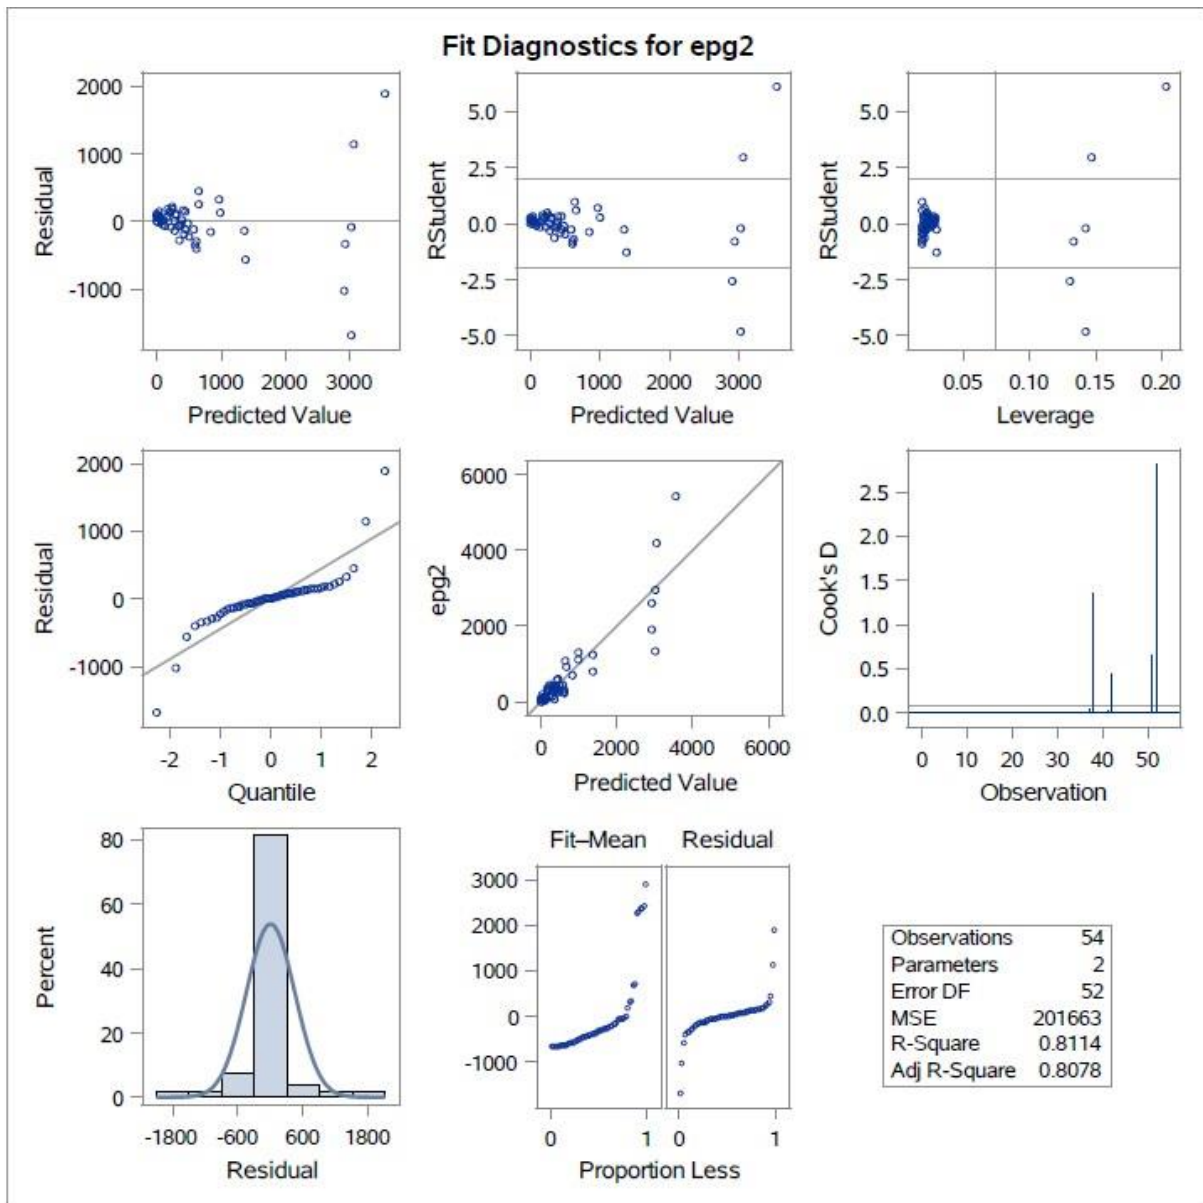 Fit Diagnostics for epg2
2000
1000
0
-1000
Residual
0 1000 2000 3000
Predicted Value
5.0
2.5
0.0
-2.5
-5.0
RStudent
0 1000 2000 3000
Predicted Value
5.0
2.5
0.0
-2.5
-5.0
RStudent
0.05 0.10 0.15 0.20
Leverage
2000
1000
0
-1000
Residual
-2 -1 0 1 2
Quantile
6000
4000
2000
0
epg2
0 2000 4000 6000
Predicted Value
2.5
2.0
1.5
1.0
0.5
0.0
Cook's D
0 10 20 30 40 50
Observation
80
60
40
20
0
Percent
-1800 -600 600 1800
Residual
Fit–Mean Residual
3000
2000
1000
0
-1000
0 1 0 1
Proportion Less
Observations 54
Parameters 2
Error DF 52
MSE 201663
R-Square 0.8114
Adj R-Square 0.8078